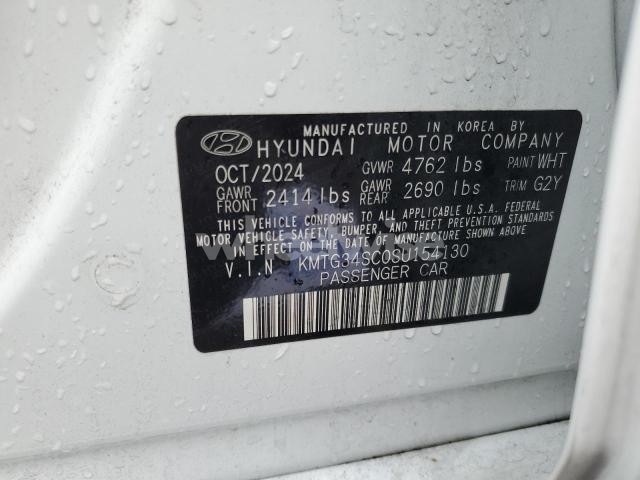 MANUFACTURED IN KOREA BY
HYUNDAI MOTOR COMPANY
OCT/2024 GVWR 4762 lbs PAINT WHT
GAWR FRONT 2414 lbs GAWR REAR 2690 lbs TRIM G2Y
THIS VEHICLE CONFORMS TO ALL APPLICABLE U.S.A. FEDERAL
MOTOR VEHICLE SAFETY, BUMPER, AND THEFT PREVENTION STANDARDS
IN EFFECT ON THE DATE OF MANUFACTURE SHOWN ABOVE.
V.I.N KMTG34SC0SU154130
PASSENGER CAR